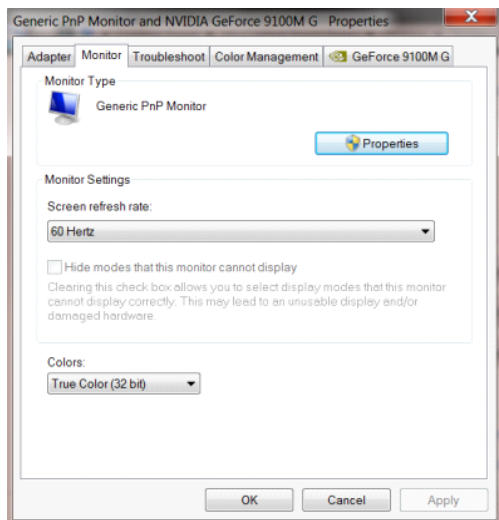 Generic PnP Monitor and NVIDIA GeForce 9100M G Properties
Adapter Monitor Troubleshoot Color Management GeForce 9100M G
Monitor Type
Generic PnP Monitor
Properties
Monitor Settings
Screen refresh rate:
60 Hertz
Hide modes that this monitor cannot display
Clearing this check box allows you to select display modes that this monitor
cannot display correctly. This may lead to an unusable display and/or
damaged hardware.
Colors:
True Color (32 bit)
OK Cancel Apply